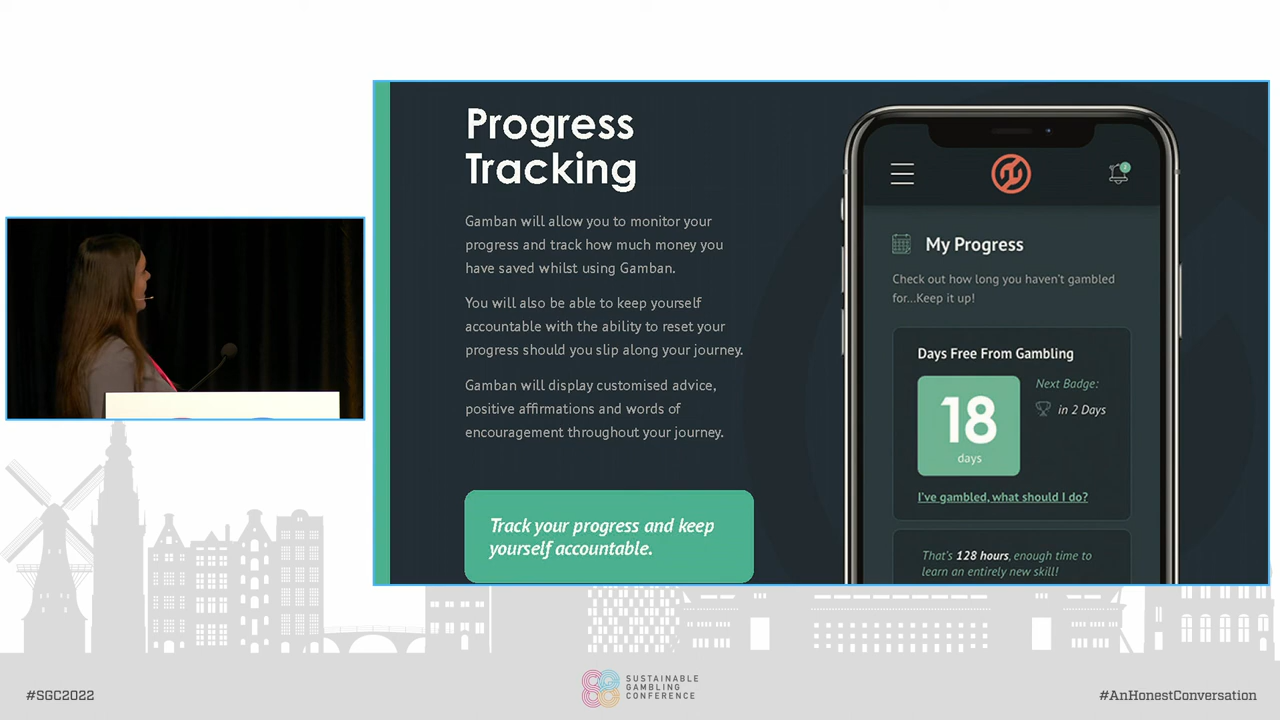 Progress
Tracking
Gamban will allow you to monitor your
progress and track how much money you
have saved whilst using Gamban.
You will also be able to keep yourself
accountable with the ability to reset your
progress should you slip along your journey.
Gamban will display customised advice,
positive affirmations and words of
encouragement throughout your journey.
Track your progress and keep
yourself accountable.
My Progress
Check out how long you haven't gambled
for...Keep it up!
Days Free From Gambling
18
days
Next Badge:
in 2 Days
I've gambled, what should I do?
That's 128 hours, enough time to
learn an entirely new skill!
#SGC2022
SUSTAINABLE
GAMBLING
CONFERENCE
#AnHonestConversation